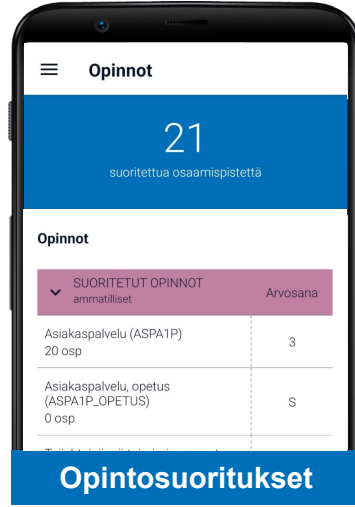 Opinnot
21
suoritettua osaamispistettä
Opinnot
SUORITETUT OPINNOT
ammatilliset
Arvosana
Asiakaspalvelu (ASPA1P)
20 osp
3
Asiakaspalvelu, opetus
(ASPA1P_OPETUS)
0 osp
S
Opintosuoritukset